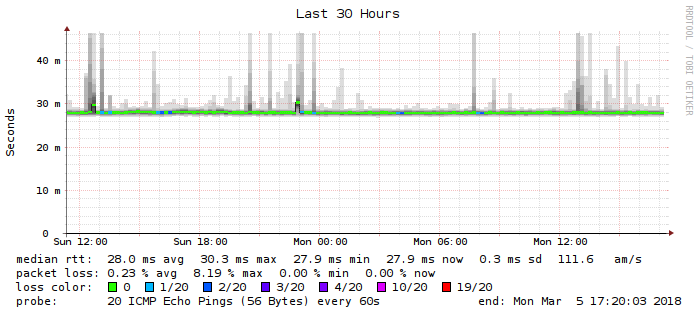 Last 30 Hours
RRDTOOL / TOBI OETIKER
Seconds
40 m
30 m
20 m
10 m
0
Sun 12:00 Sun 18:00 Mon 00:00 Mon 06:00 Mon 12:00
median rtt: 28.0 ms avg 30.3 ms max 27.9 ms min 27.9 ms now 0.3 ms sd 111.6 am/s
packet loss: 0.23 % avg 8.19 % max 0.00 % min 0.00 % now
loss color: 0 1/20 2/20 3/20 4/20 10/20 19/20
probe: 20 ICMP Echo Pings (56 Bytes) every 60s end: Mon Mar 5 17:20:03 2018